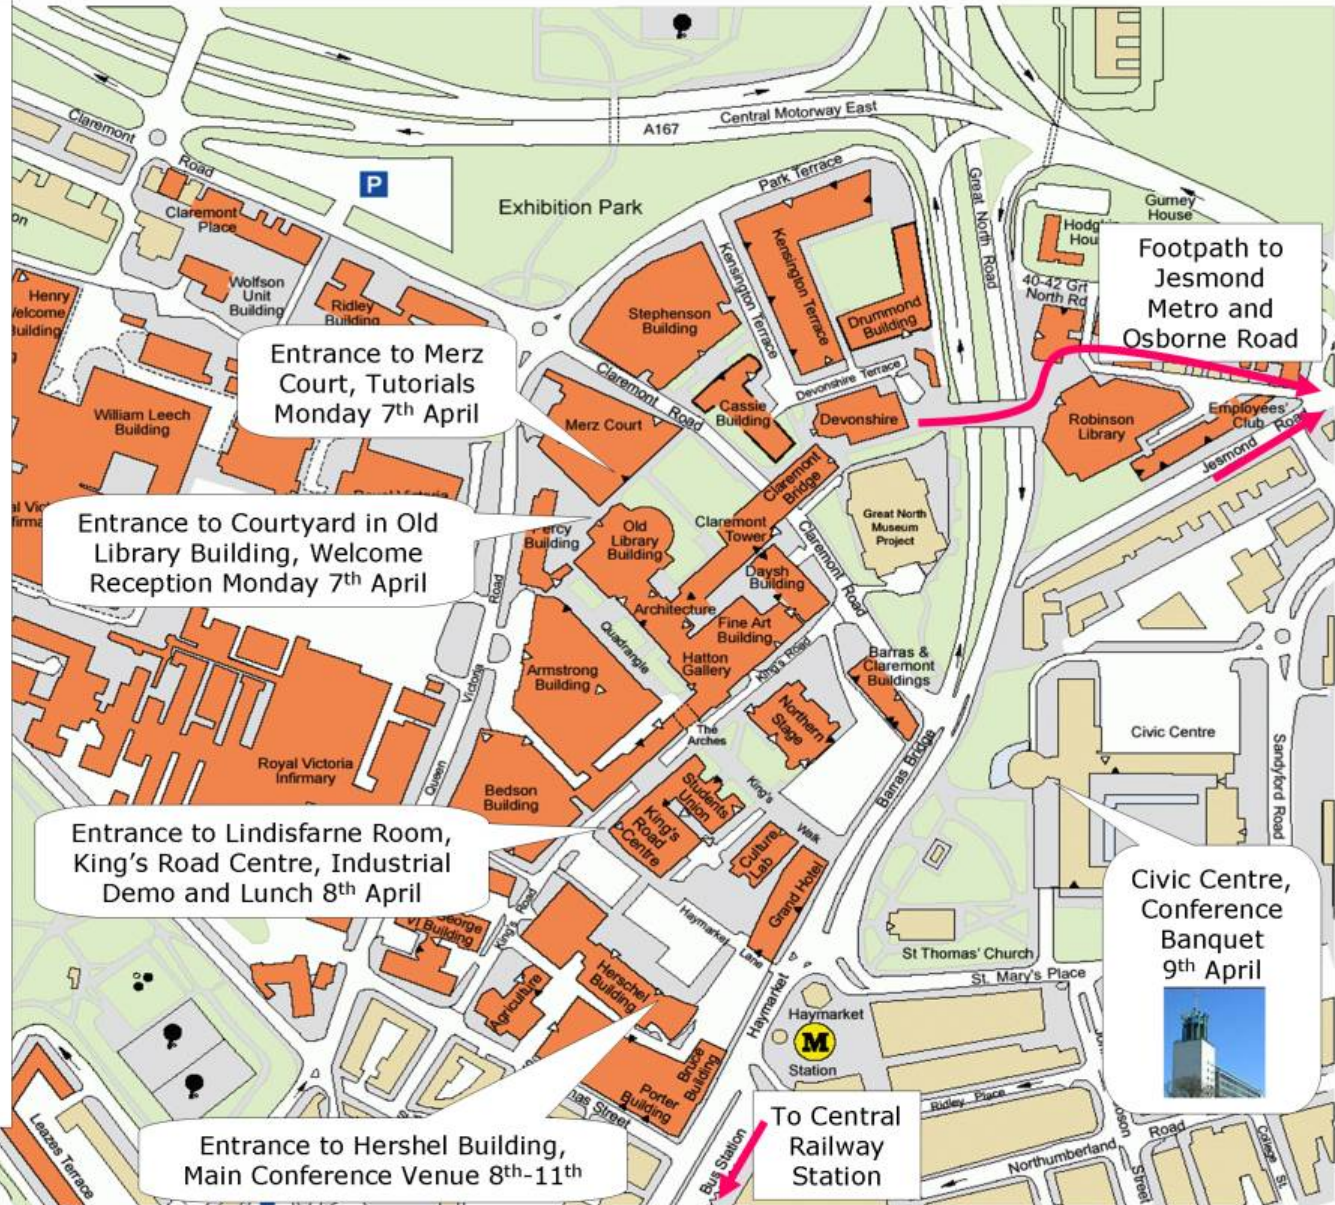 Claremont
Road
A167
Central Motorway East
P
Exhibition Park
Park Terrace
Great North Road
Gurney
House
Claremont
Place
Footpath to
Jesmond
Metro and
Osborne Road
North Rd
Wolfson
Unit
Building
Henry
Ridley
Building
Kensington Terrace
Kensington Terrace
Stephenson
Building
Drummond
Building
Entrance to Merz
Court, Tutorials
Monday 7th April
Claremont Road
Devonshire Terrace
Cassie
Building
Devonshire
Merz Court
William Leech
Building
Robinson
Library
Employees'
Club
Jesmond Road
Claremont
Bridge
Claremont
Tower
Great North
Museum
Project
Entrance to Courtyard in Old
Library Building, Welcome
Reception Monday 7th April
Building
Old
Library
Building
Claremont Road
Daysh
Building
Architecture
Fine Art
Building
Quadrangle
Hatton
Gallery
King's Road
Barras &
Claremont
Buildings
Armstrong
Building
Queen Victoria Road
Northern
Stage
The
Arches
Civic Centre
Sandyford Road
Royal Victoria
Infirmary
Bedson
Building
Students
Union
King's
Walk
Barras Bridge
King's
Road
Centre
Culture
Lab
Grand Hotel
Entrance to Lindisfarne Room,
King's Road Centre, Industrial
Demo and Lunch 8th April
Civic Centre,
Conference
Banquet
9th April
George
VI Building
King's Road
Haymarket
Lane
St Thomas' Church
St. Mary's Place
Herschel
Building
Agriculture
Haymarket
Haymarket
M
Station
Bruce
Building
Porter
Building
Street
Ridley Place
Entrance to Hershel Building,
Main Conference Venue 8th-11th
To Central
Railway
Station
Bus Station
Northumberland Road
Street
College St.
Leazes Terrace